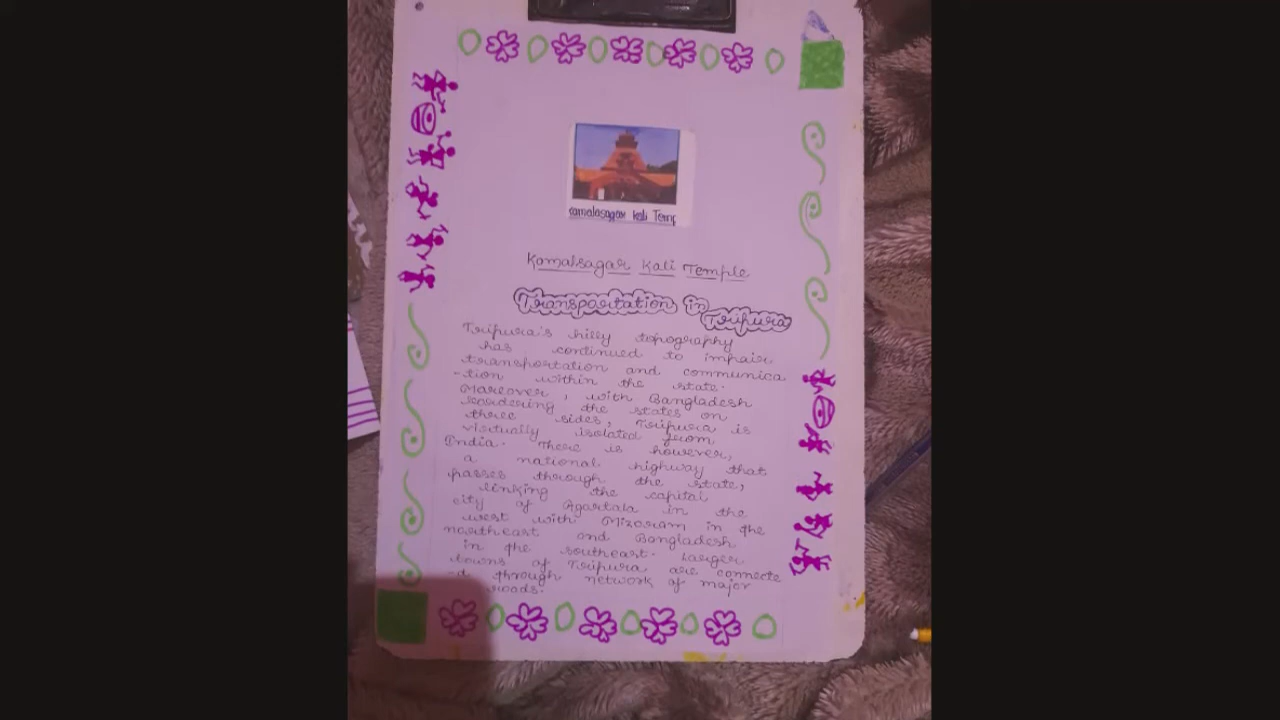 Kamalasagar Kali Temp
Komalsagar Kali Temple
Transportation in
Tripura
Tripura's hilly topography
has continued to impair
transportation and communica
-tion within the state.
Moreover, with Bangladesh
bordering the states on
three sides, Tripura is
virtually isolated from
India. There is however,
a national highway that
passes through the state,
linking the capital
city of Agartala in the
west with Mizoram in the
northeast and Bangladesh
in the southeast. Larger
towns of Tripura are connecte
-d through network of major
roads.